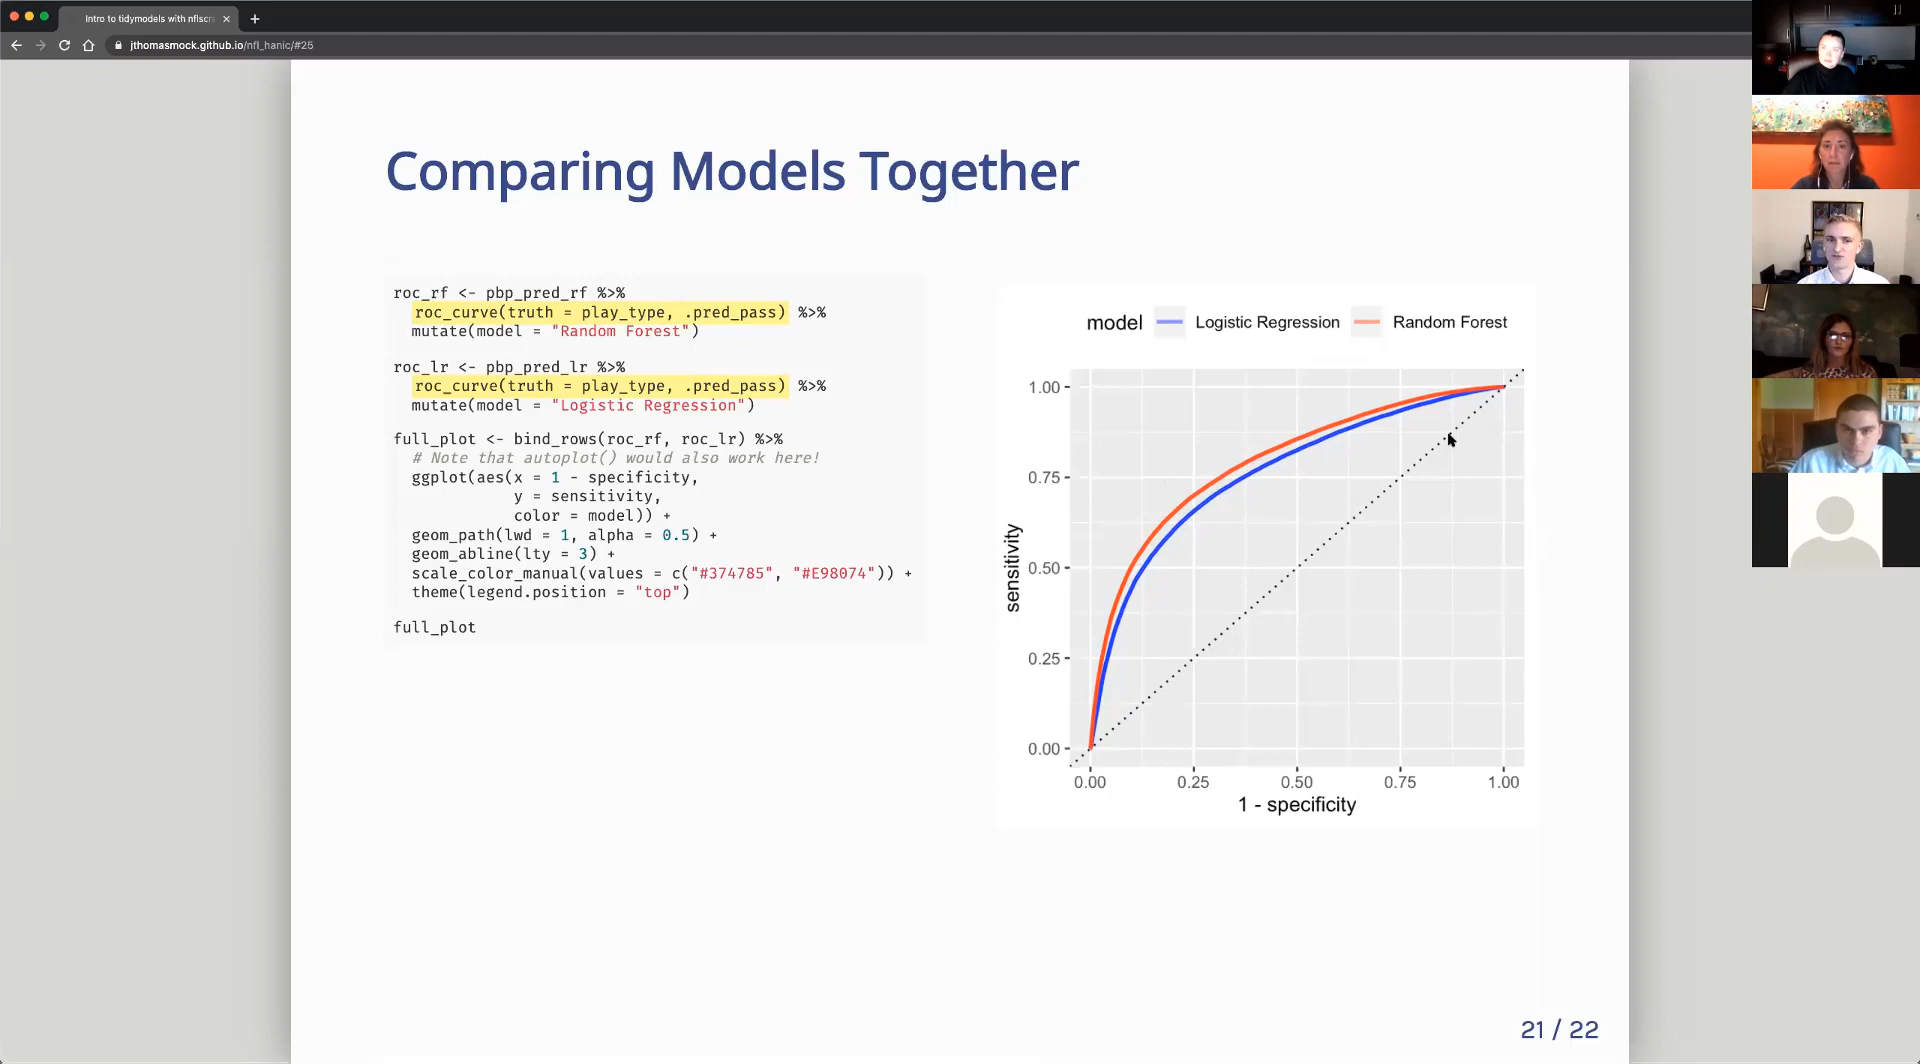 Intro to tidymodels with nflscr
jthomasmock.github.io/nfl_hanic/#25
Comparing Models Together
roc_rf <- pbp_pred_rf %>%
roc_curve(truth = play_type, .pred_pass) %>%
mutate(model = "Random Forest")
roc_lr <- pbp_pred_lr %>%
roc_curve(truth = play_type, .pred_pass) %>%
mutate(model = "Logistic Regression")
full_plot <- bind_rows(roc_rf, roc_lr) %>%
# Note that autoplot() would also work here!
ggplot(aes(x = 1 - specificity,
y = sensitivity,
color = model)) +
geom_path(lwd = 1, alpha = 0.5) +
geom_abline(lty = 3) +
scale_color_manual(values = c("#374785", "#E98074")) +
theme(legend.position = "top")
full_plot
model Logistic Regression Random Forest
1.00
0.75
0.50
0.25
0.00
sensitivity
0.00 0.25 0.50 0.75 1.00
1 - specificity
21 / 22